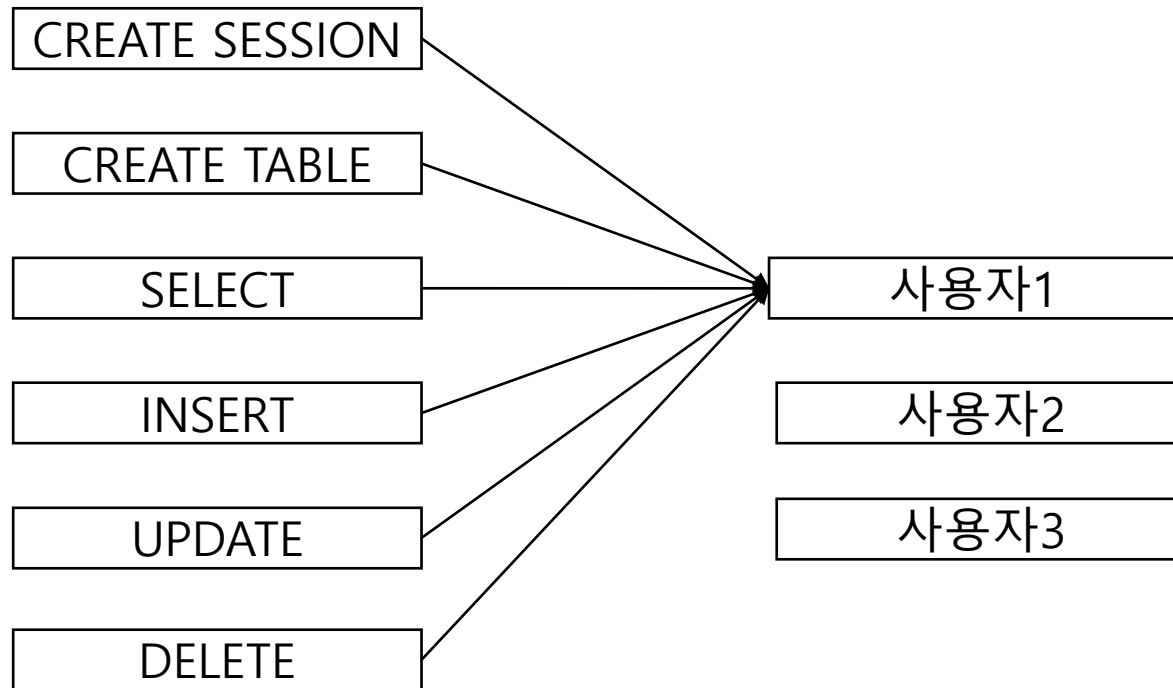 CREATE SESSION
CREATE TABLE
SELECT
INSERT
UPDATE
DELETE
사용자1
사용자2
사용자3